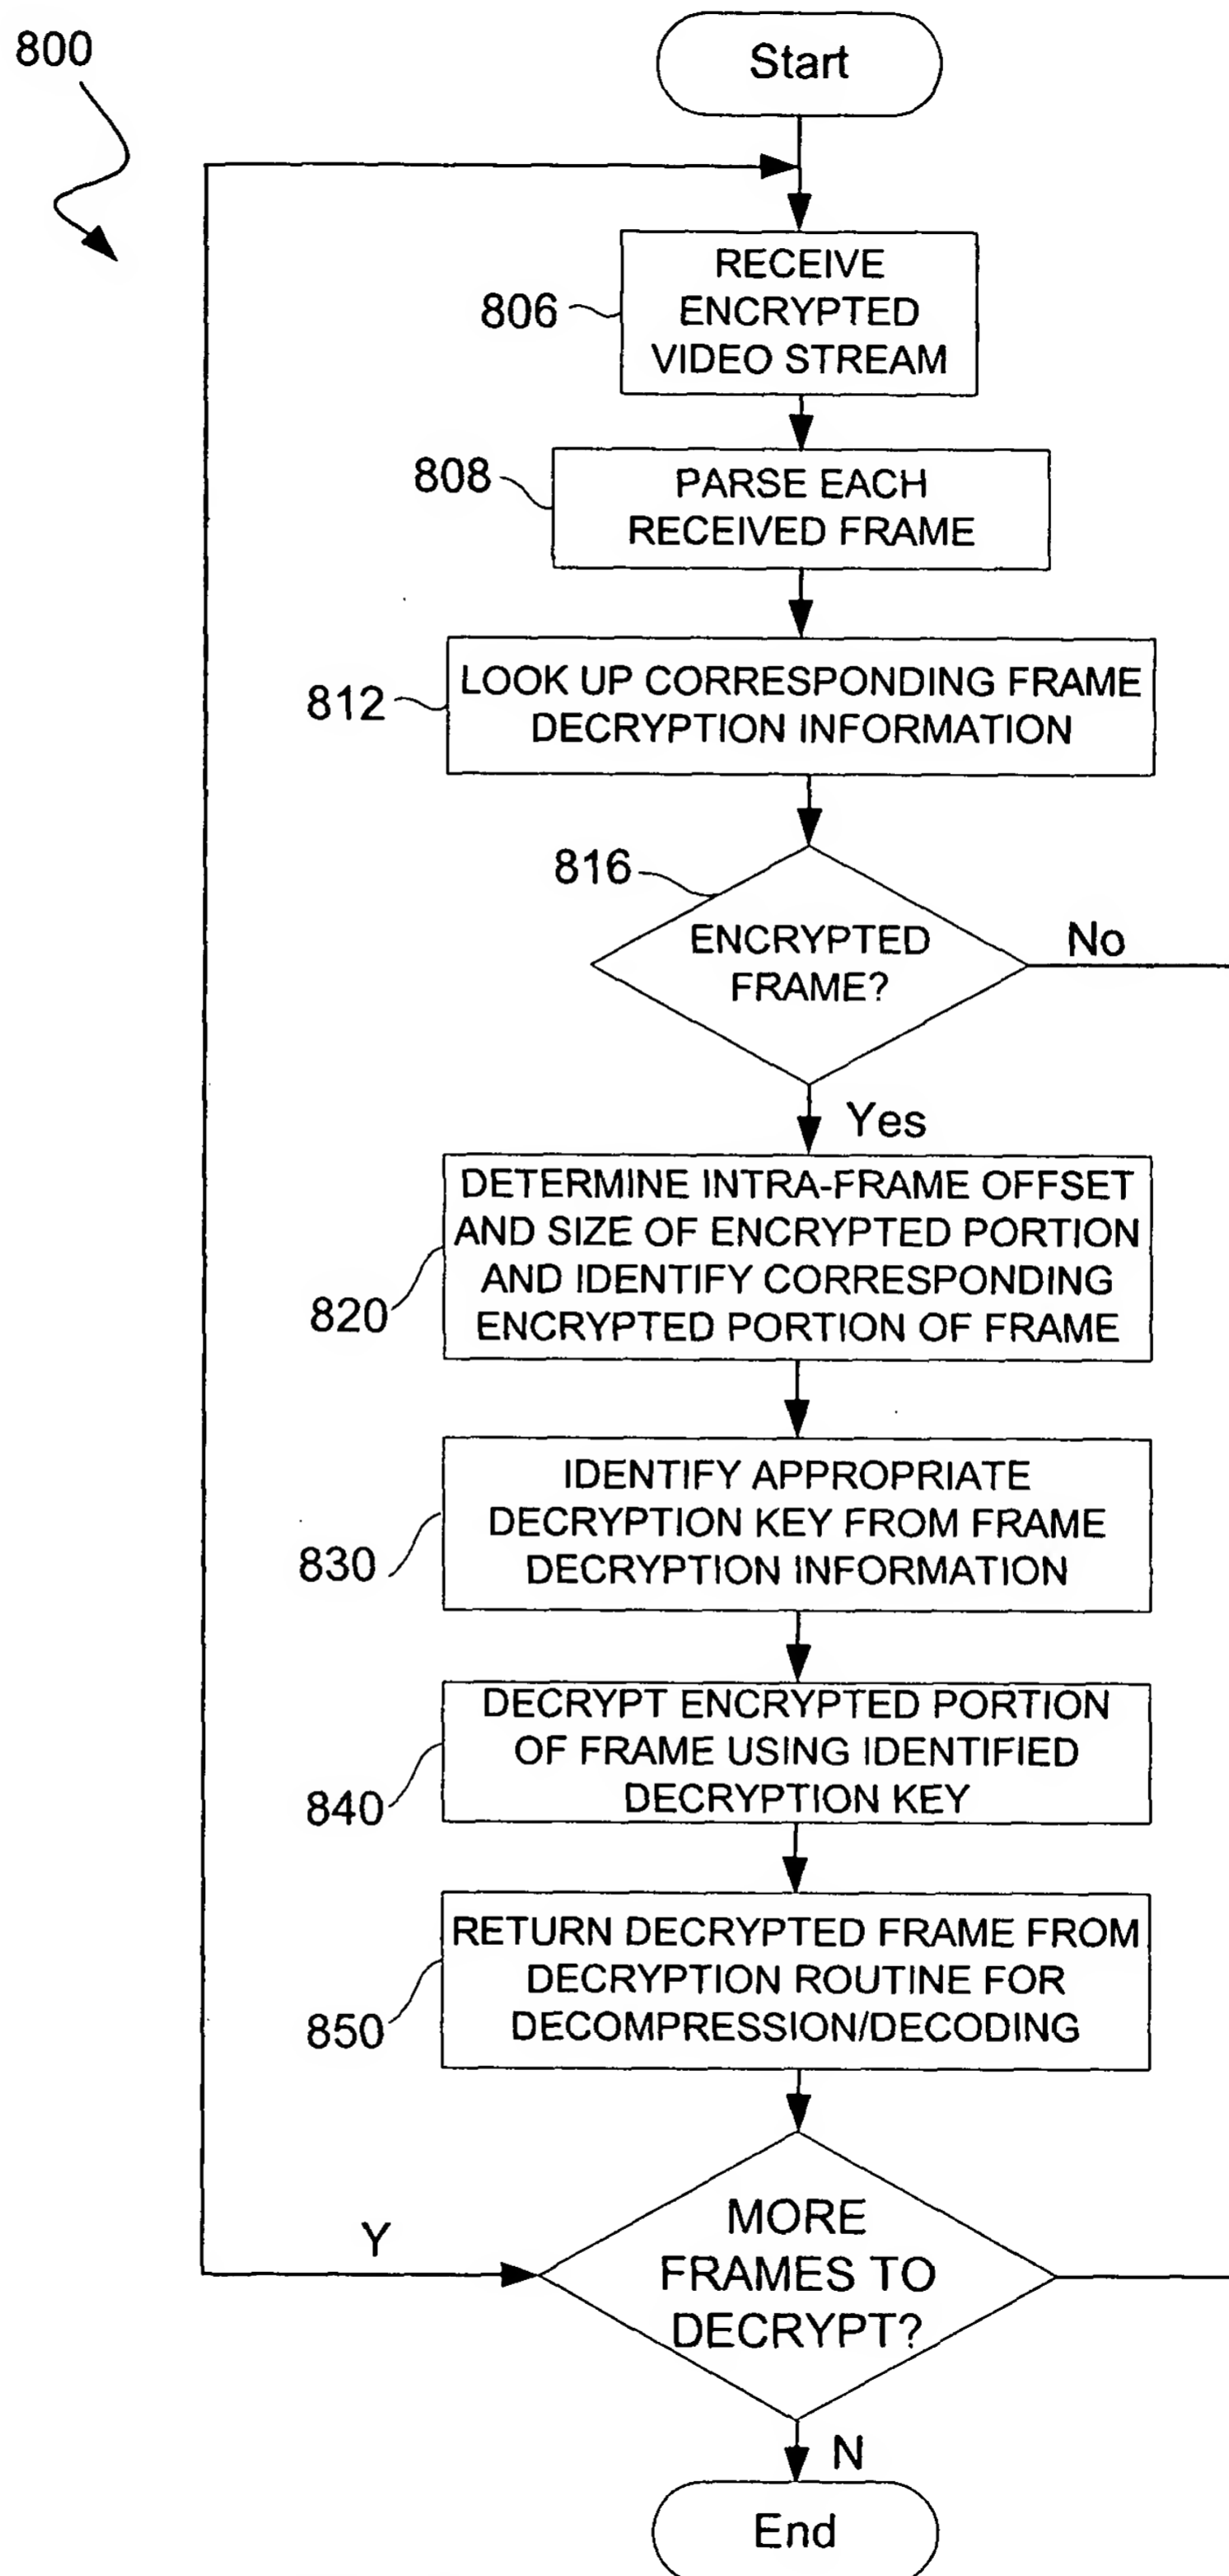 800
Start
806
RECEIVE
ENCRYPTED
VIDEO STREAM
808
PARSE EACH
RECEIVED FRAME
812
LOOK UP CORRESPONDING FRAME
DECRYPTION INFORMATION
816
ENCRYPTED
FRAME?
No
Yes
820
DETERMINE INTRA-FRAME OFFSET
AND SIZE OF ENCRYPTED PORTION
AND IDENTIFY CORRESPONDING
ENCRYPTED PORTION OF FRAME
830
IDENTIFY APPROPRIATE
DECRYPTION KEY FROM FRAME
DECRYPTION INFORMATION
840
DECRYPT ENCRYPTED PORTION
OF FRAME USING IDENTIFIED
DECRYPTION KEY
850
RETURN DECRYPTED FRAME FROM
DECRYPTION ROUTINE FOR
DECOMPRESSION/DECODING
Y
MORE
FRAMES TO
DECRYPT?
N
End